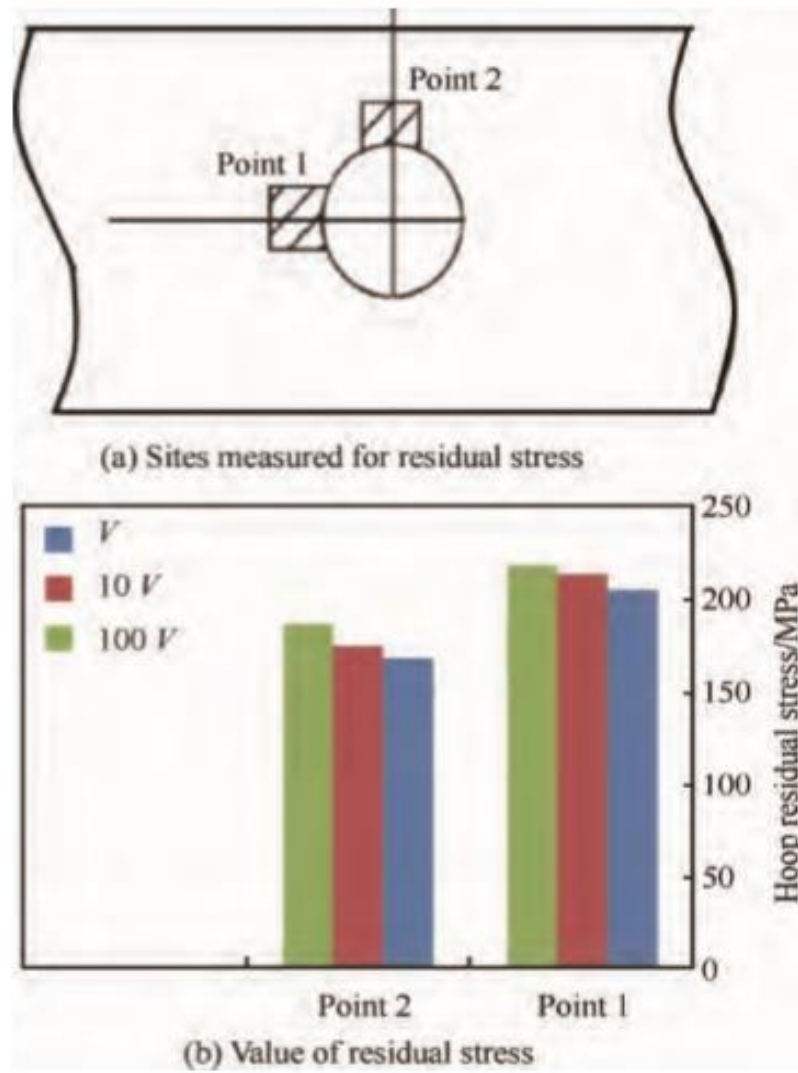 Point 2
Point 1
(a) Sites measured for residual stress
V
10 V
100 V
250
200
150
100
50
0
Hoop residual stress/MPa
Point 2 Point 1
(b) Value of residual stress